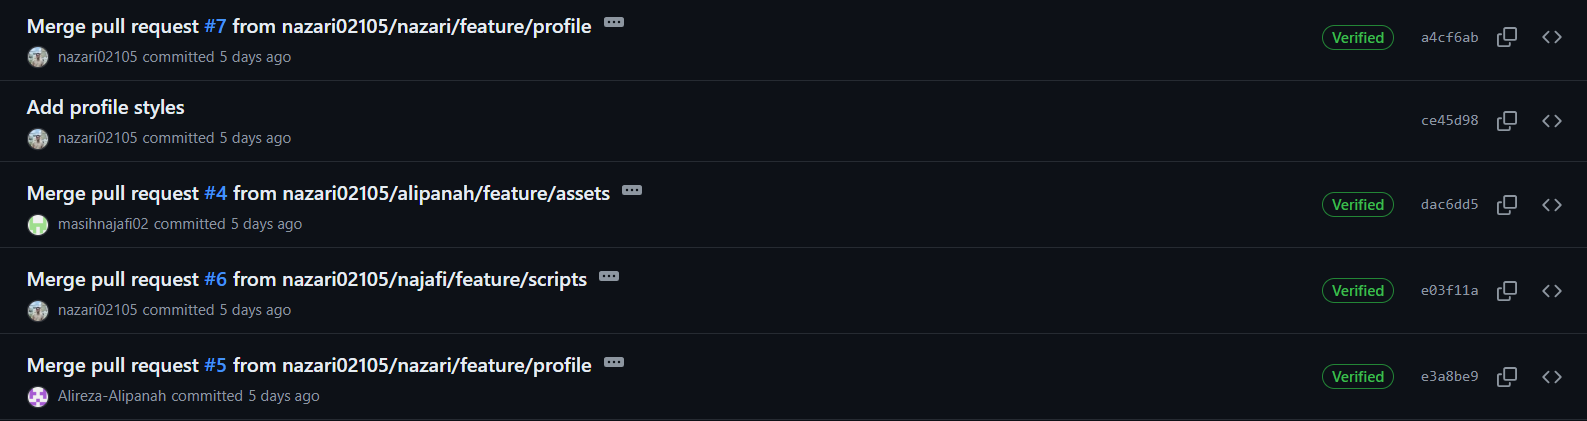 Merge pull request #7 from nazari02105/nazari/feature/profile
nazari02105 committed 5 days ago
Verified
a4cf6ab
Add profile styles
nazari02105 committed 5 days ago
ce45d98
Merge pull request #4 from nazari02105/alipanah/feature/assets
masihnajafi02 committed 5 days ago
Verified
dac6dd5
Merge pull request #6 from nazari02105/najafi/feature/scripts
nazari02105 committed 5 days ago
Verified
e03f11a
Merge pull request #5 from nazari02105/nazari/feature/profile
Alireza-Alipanah committed 5 days ago
Verified
e3a8be9